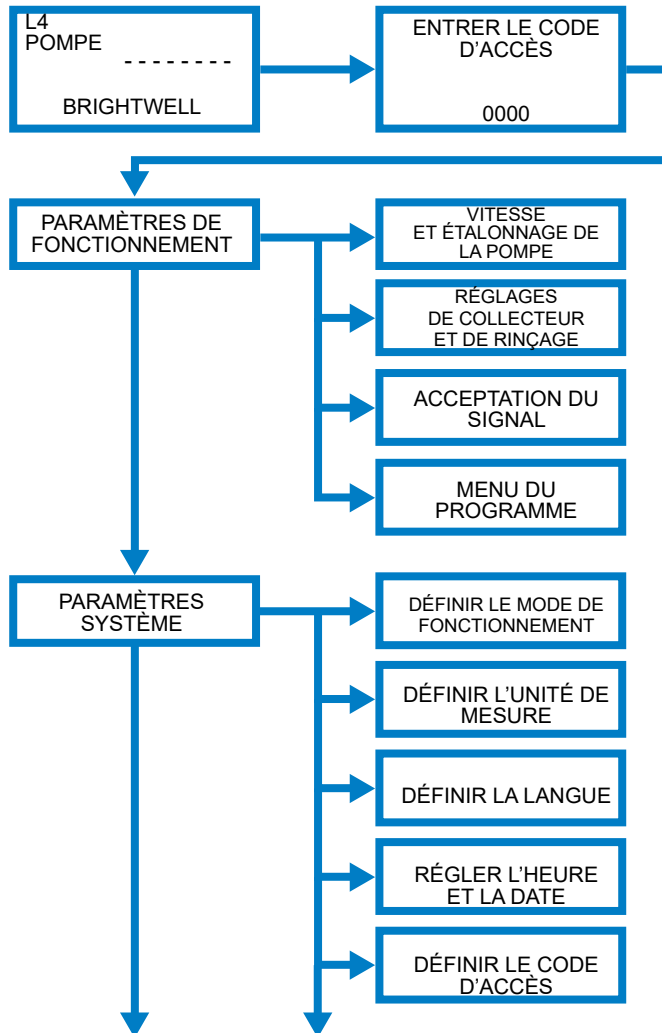 L4
POMPE
- - - - - - - -
BRIGHTWELL
ENTRER LE CODE
D'ACCÈS
0000
PARAMÈTRES DE
FONCTIONNEMENT
VITESSE
ET ÉTALONNAGE DE
LA POMPE
RÉGLAGES
DE COLLECTEUR
ET DE RINÇAGE
ACCEPTATION DU
SIGNAL
MENU DU
PROGRAMME
PARAMÈTRES
SYSTÈME
DÉFINIR LE MODE DE
FONCTIONNEMENT
DÉFINIR L'UNITÉ DE
MESURE
DÉFINIR LA LANGUE
RÉGLER L'HEURE
ET LA DATE
DÉFINIR LE CODE
D'ACCÈS